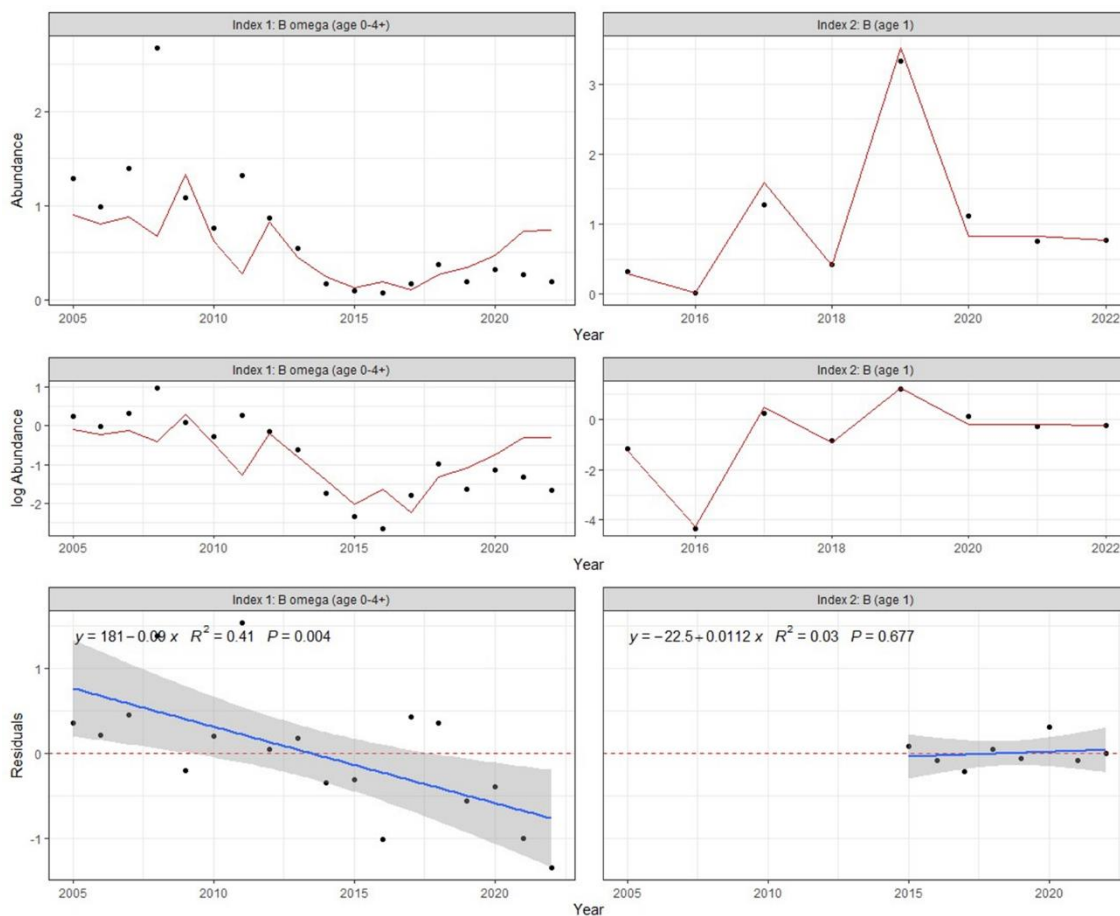 Index 1: B omega (age 0-4+)
Index 2: B (age 1)
Abundance
2
1
0
3
2
1
0
2005 2010 2015 2020
2016 2018 2020 2022
Year
Year
Index 1: B omega (age 0-4+)
Index 2: B (age 1)
log Abundance
1
0
-1
-2
0
-2
-4
2005 2010 2015 2020
2016 2018 2020 2022
Year
Year
Index 1: B omega (age 0-4+)
Index 2: B (age 1)
y = 181 − 0.09 x R² = 0.41 P = 0.004
y = −22.5 + 0.0112 x R² = 0.03 P = 0.677
Residuals
1
0
-1
2005 2010 2015 2020
2005 2010 2015 2020
Year
Year